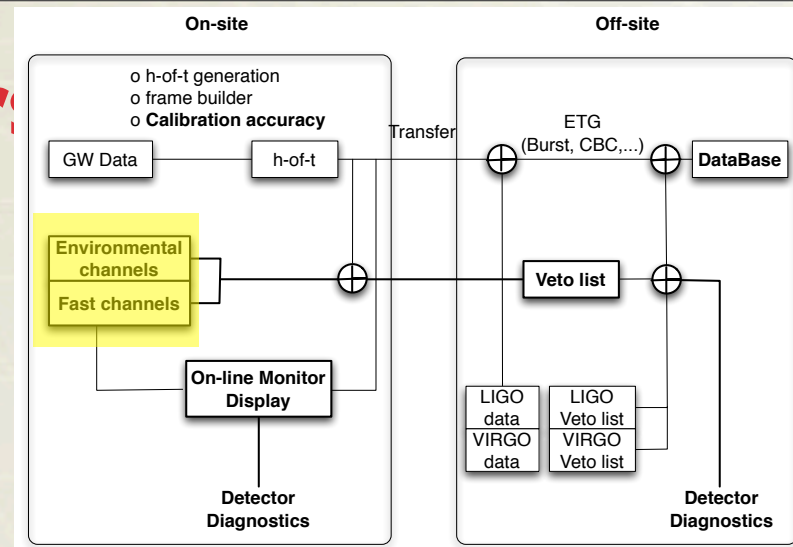 On-site
Off-site
o h-of-t generation
o frame builder
o Calibration accuracy
Transfer
ETG
(Burst, CBC,...)
GW Data
h-of-t
DataBase
Environmental
channels
Fast channels
Veto list
On-line Monitor
Display
LIGO
data
VIRGO
data
LIGO
Veto list
VIRGO
Veto list
Detector
Diagnostics
Detector
Diagnostics